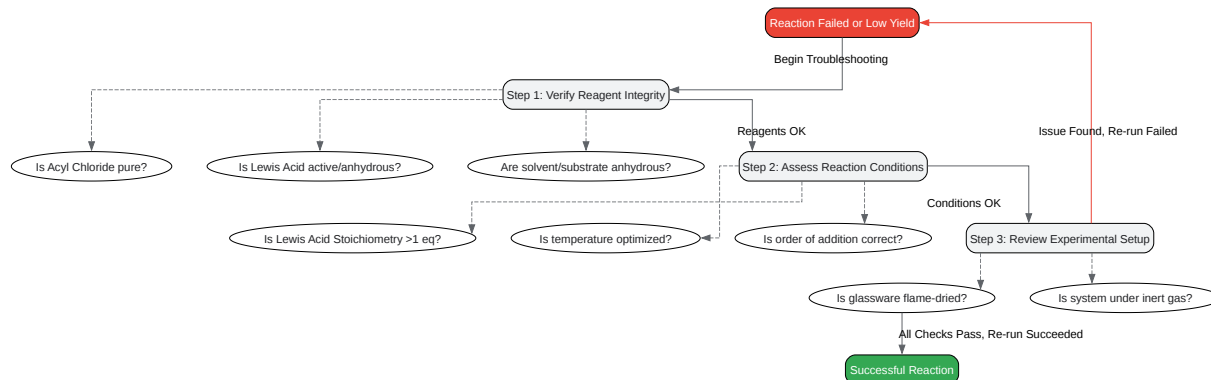 Reaction Failed or Low Yield
Begin Troubleshooting
Step 1: Verify Reagent Integrity
Reagents OK
Issue Found, Re-run Failed
Is Acyl Chloride pure?
Is Lewis Acid active/anhydrous?
Are solvent/substrate anhydrous?
Step 2: Assess Reaction Conditions
Conditions OK
Is Lewis Acid Stoichiometry >1 eq?
Is temperature optimized?
Is order of addition correct?
Step 3: Review Experimental Setup
Is glassware flame-dried?
Is system under inert gas?
All Checks Pass, Re-run Succeeded
Successful Reaction